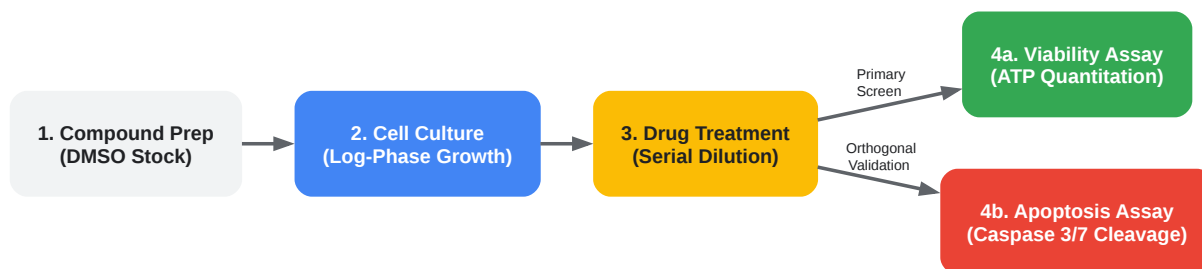 1. Compound Prep
(DMSO Stock)
2. Cell Culture
(Log-Phase Growth)
3. Drug Treatment
(Serial Dilution)
Primary
Screen
4a. Viability Assay
(ATP Quantitation)
Orthogonal
Validation
4b. Apoptosis Assay
(Caspase 3/7 Cleavage)